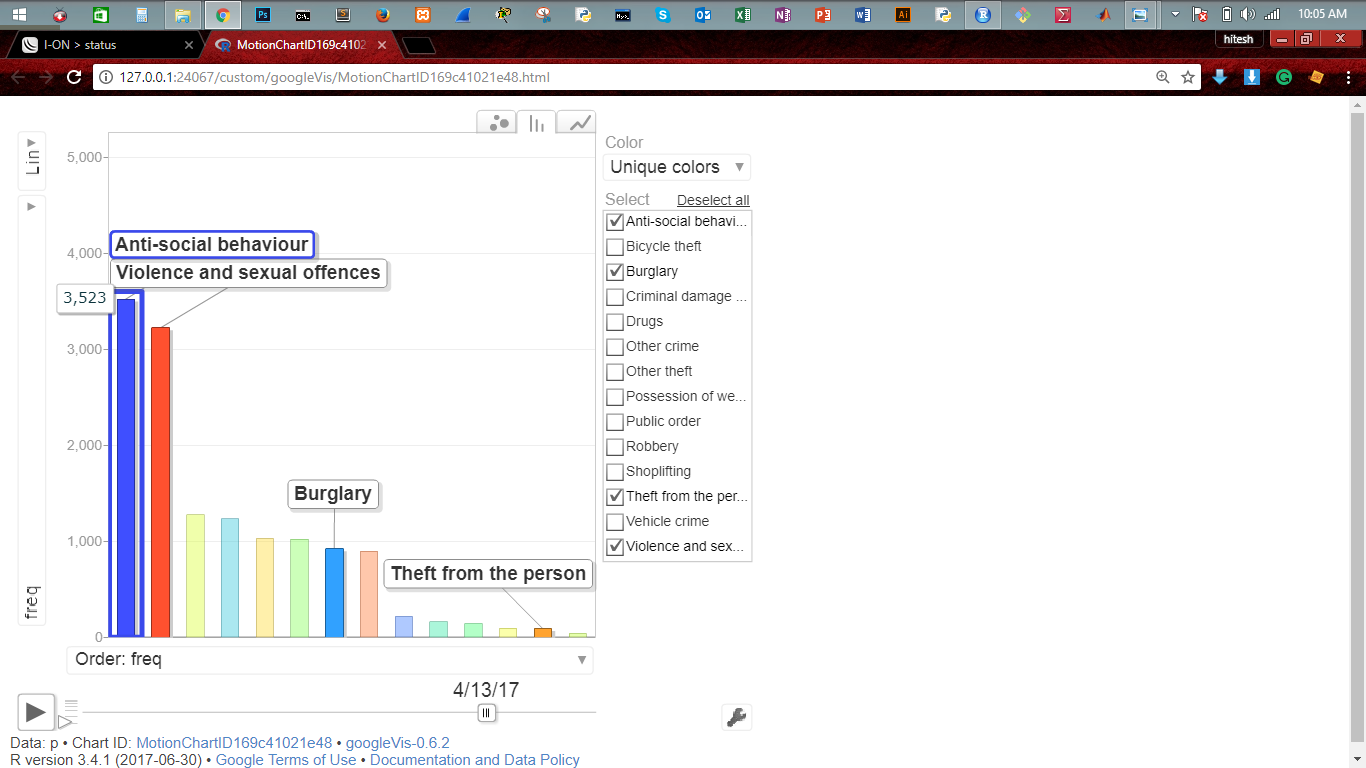 10:05 AM
I-ON > status
MotionChartID169c4102
hitesh
127.0.0.1:24067/custom/googleVis/MotionChartID169c41021e48.html
Lin
freq
5,000
4,000
3,000
2,000
1,000
0
Anti-social behaviour
Violence and sexual offences
3,523
Burglary
Theft from the person
Color
Unique colors
Select Deselect all
Anti-social behavi...
Bicycle theft
Burglary
Criminal damage ...
Drugs
Other crime
Other theft
Possession of we...
Public order
Robbery
Shoplifting
Theft from the per...
Vehicle crime
Violence and sex...
Order: freq
4/13/17
Data: p • Chart ID: MotionChartID169c41021e48 • googleVis-0.6.2
R version 3.4.1 (2017-06-30) • Google Terms of Use • Documentation and Data Policy